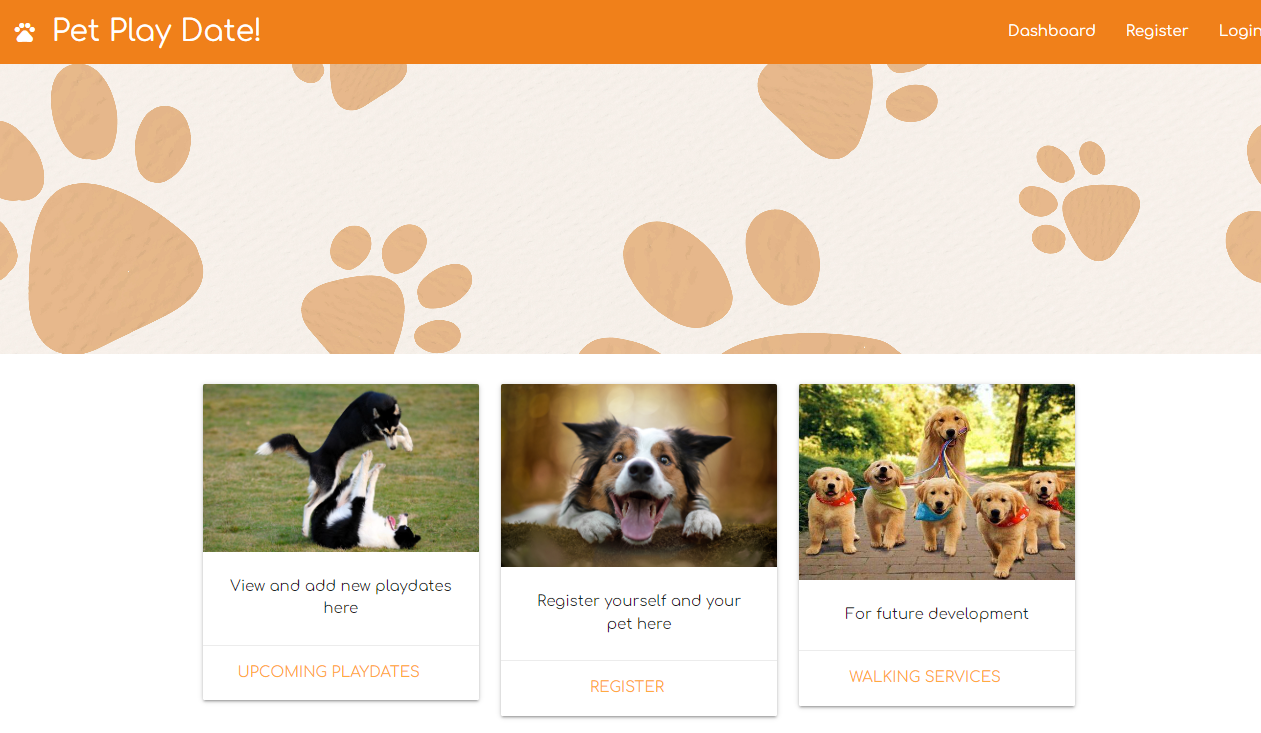 Pet Play Date!
Dashboard Register Login
View and add new playdates
here
UPCOMING PLAYDATES
Register yourself and your
pet here
REGISTER
For future development
WALKING SERVICES